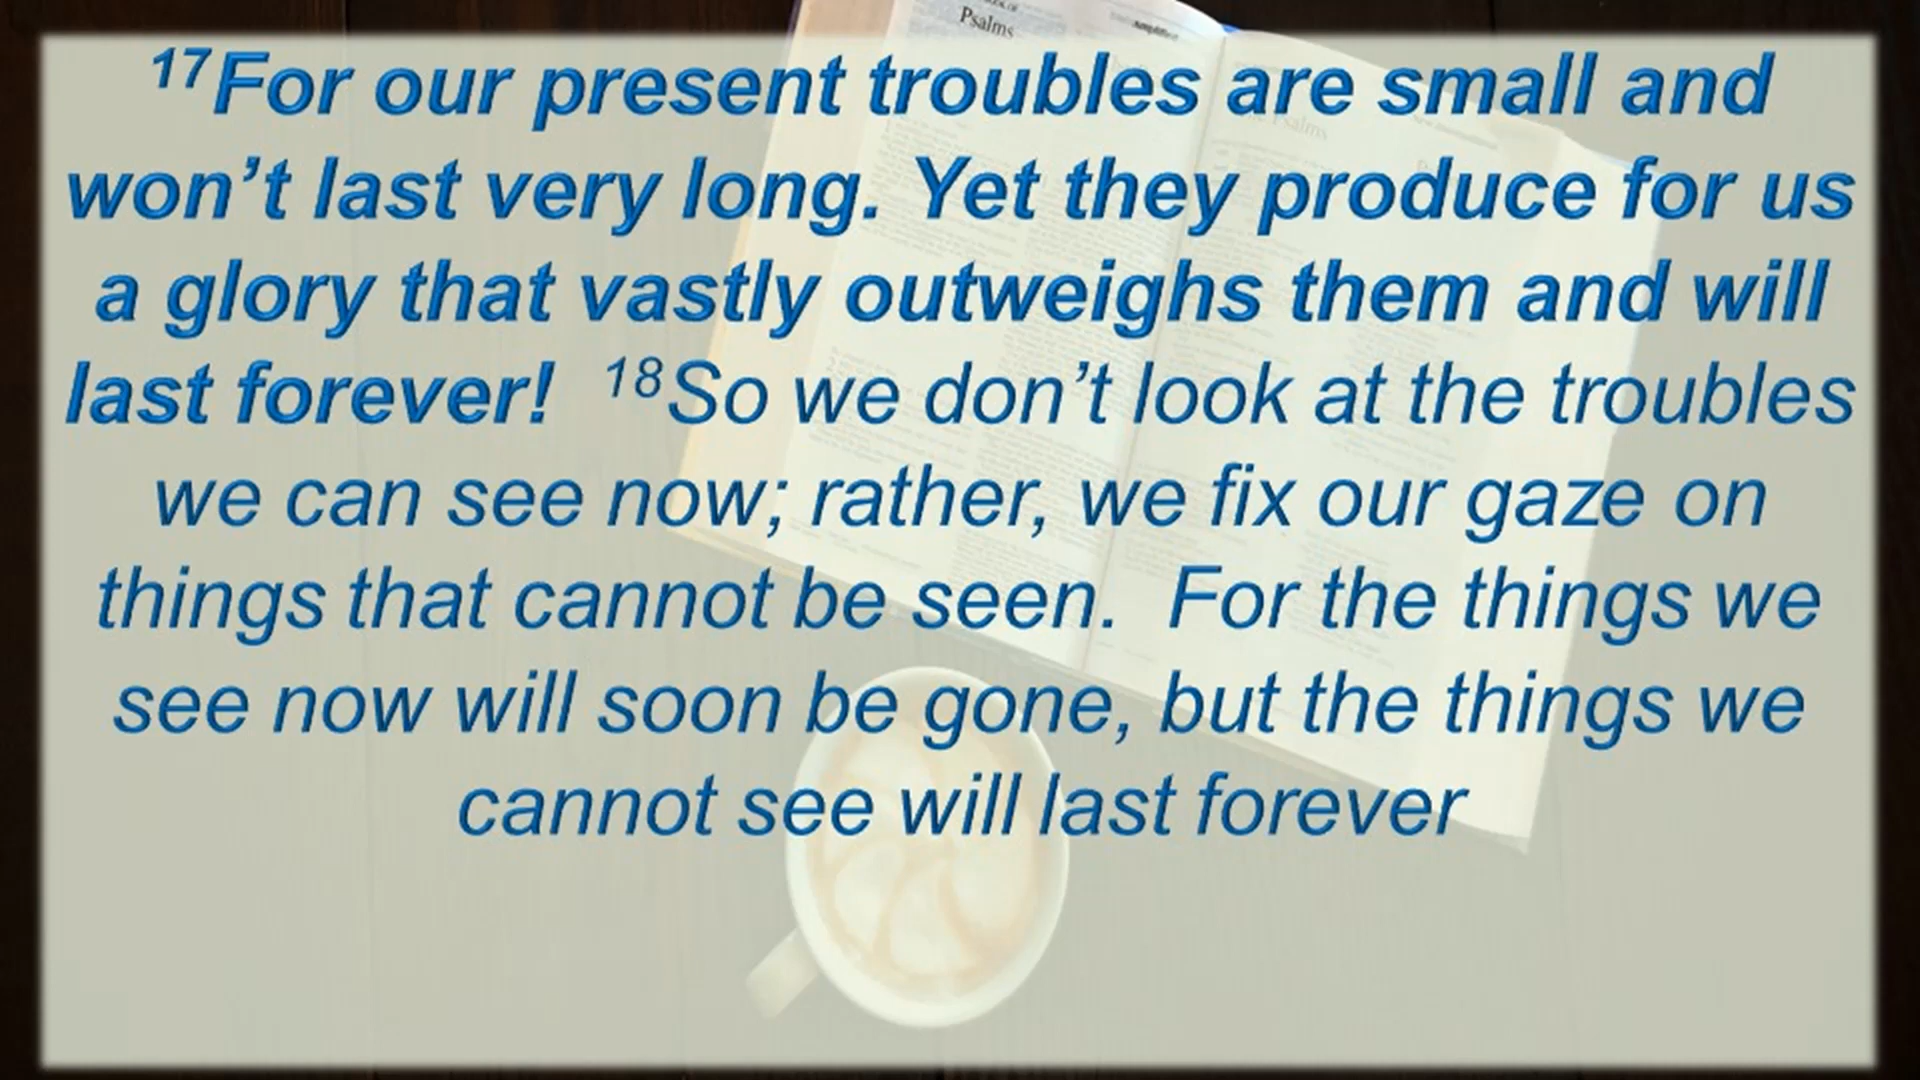 Psalms
17For our present troubles are small and
won't last very long. Yet they produce for us
a glory that vastly outweighs them and will
last forever! 18So we don't look at the troubles
we can see now; rather, we fix our gaze on
things that cannot be seen. For the things we
see now will soon be gone, but the things we
cannot see will last forever